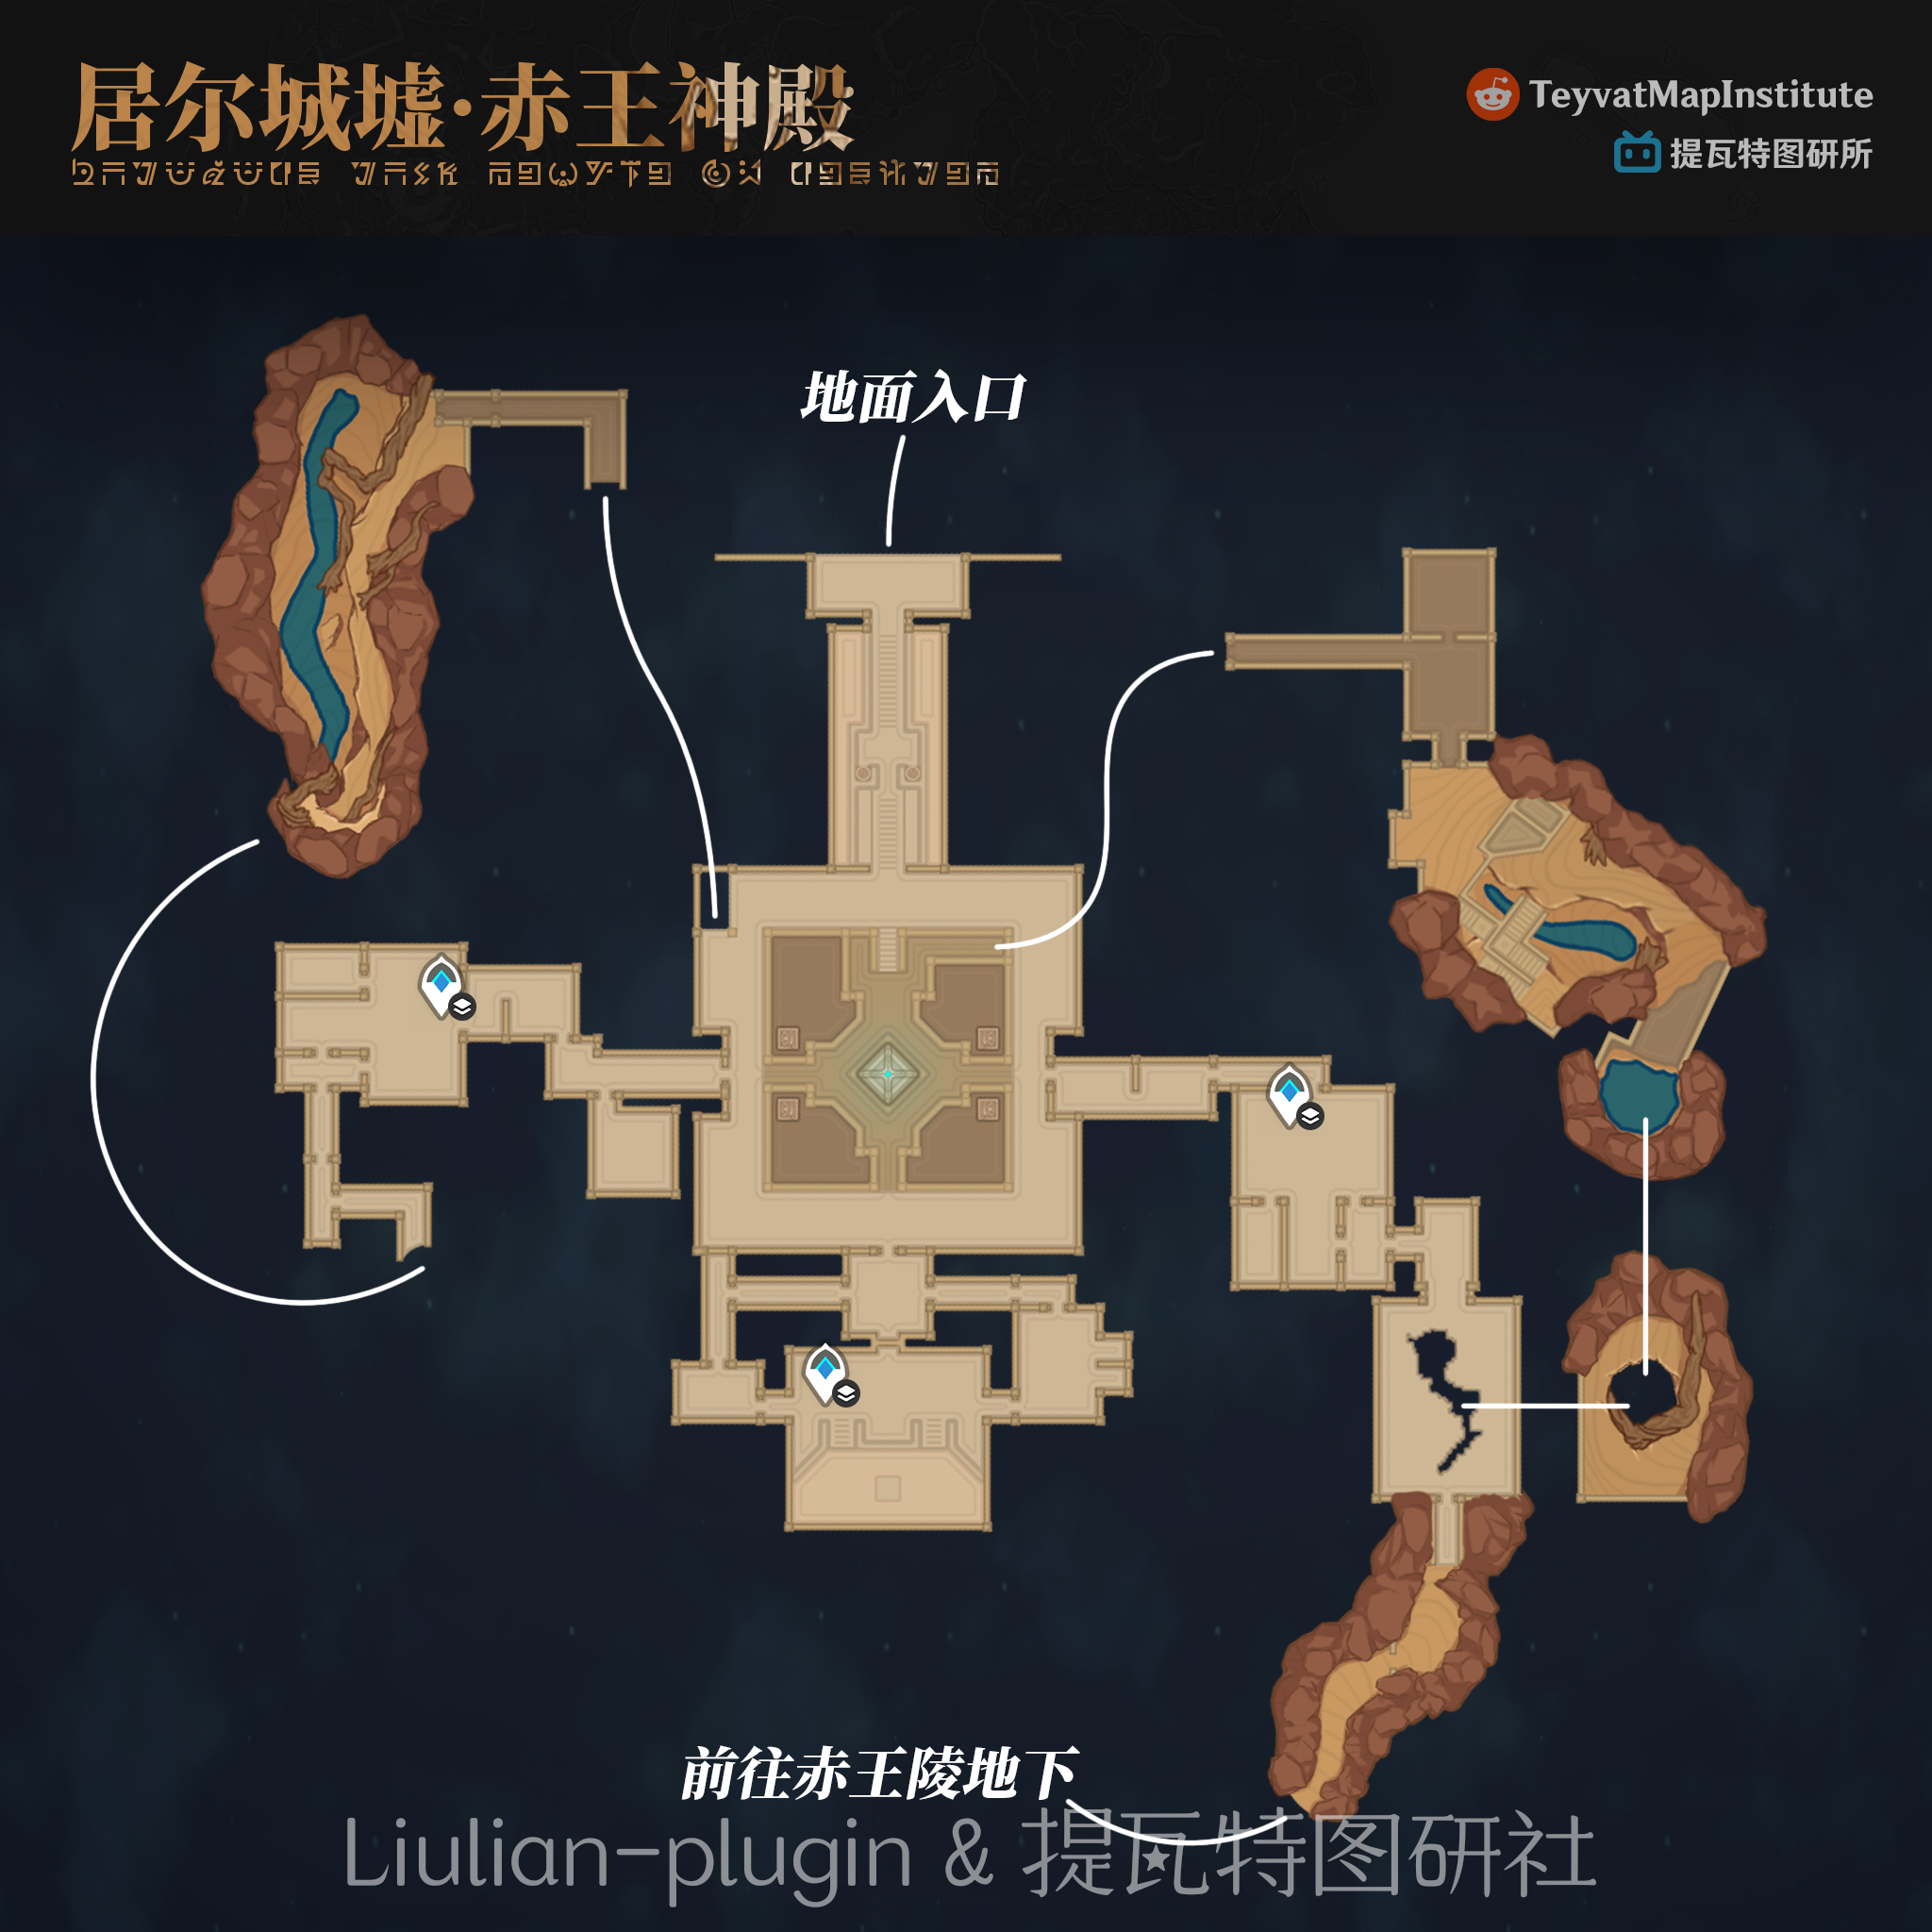 居尔城墟·赤王神殿
TeyvatMapInstitute
提瓦特图研所
地面入口
前往赤王陵地下
Liulian-plugin & 提瓦特图研社